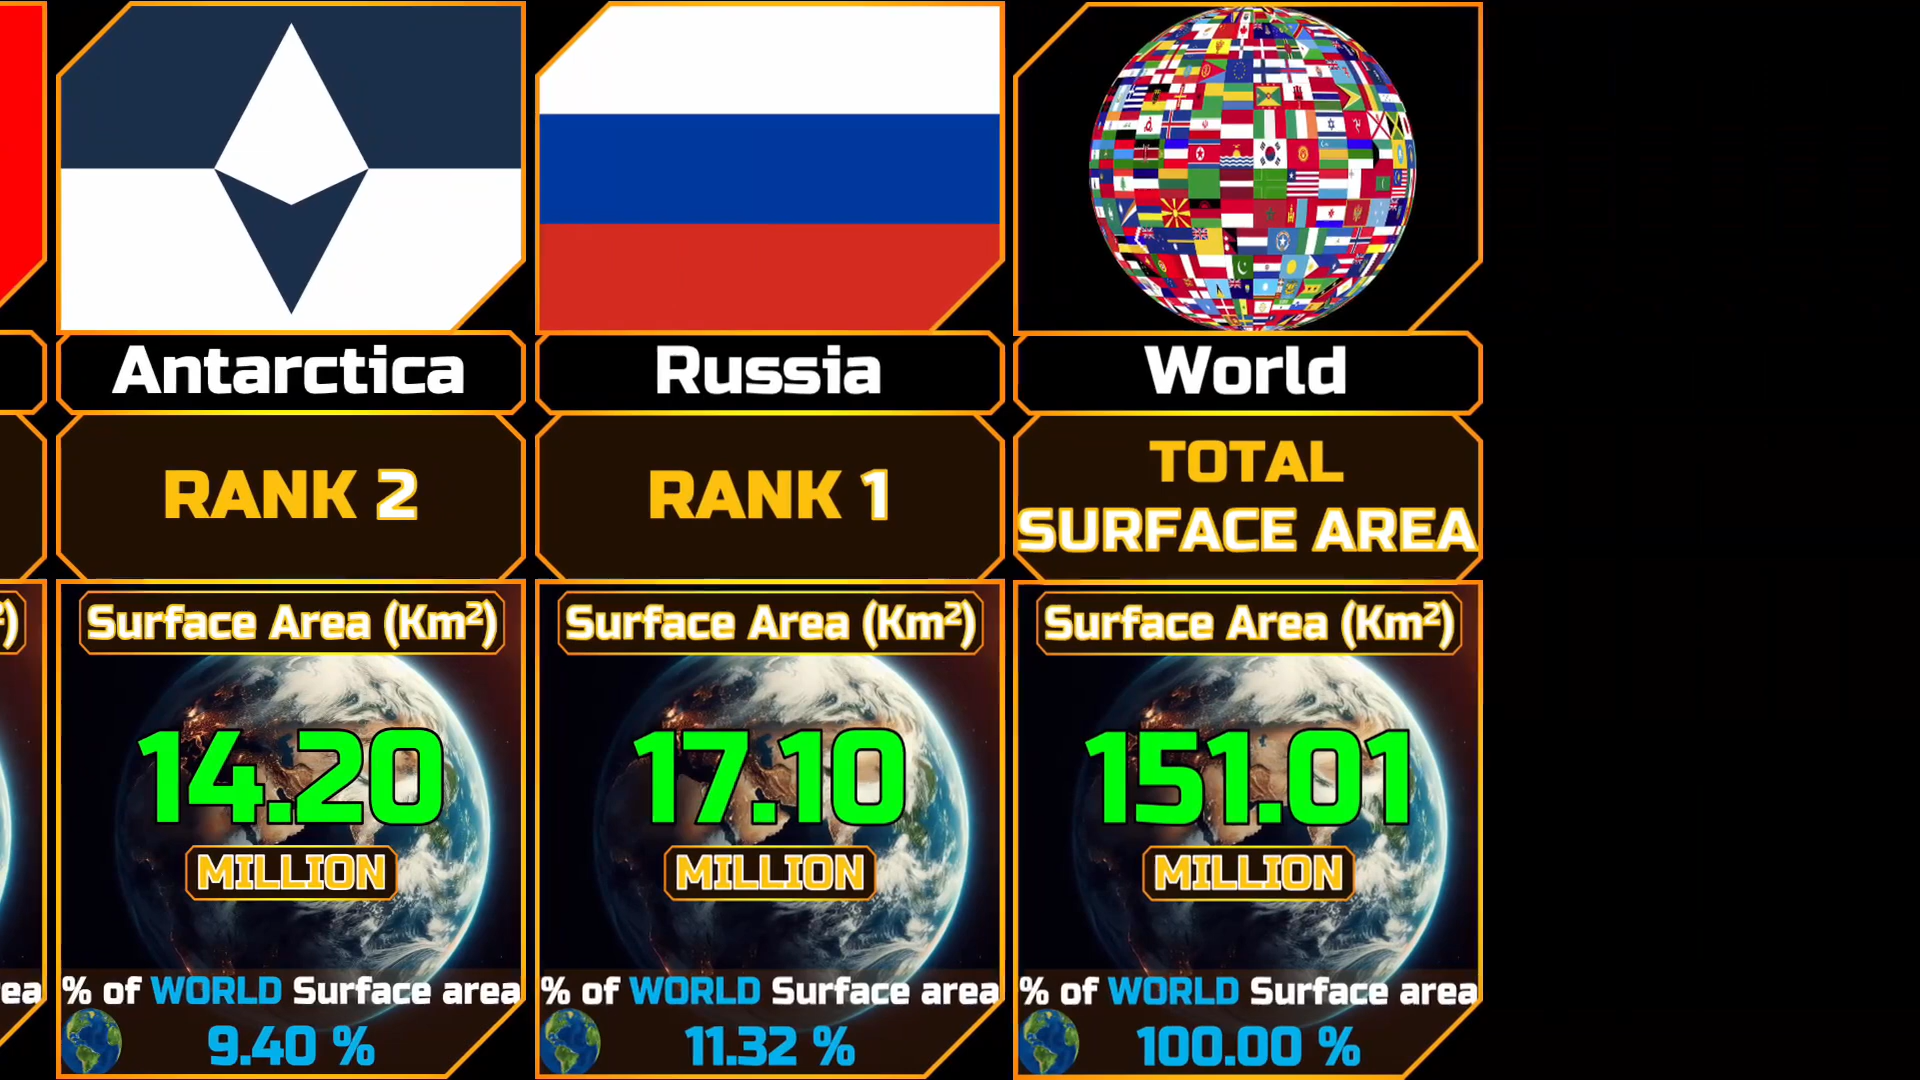 Antarctica
RANK 2
Surface Area (Km²)
14.20
MILLION
% of WORLD Surface area
9.40 %
Russia
RANK 1
Surface Area (Km²)
17.10
MILLION
% of WORLD Surface area
11.32 %
World
TOTAL
SURFACE AREA
Surface Area (Km²)
151.01
MILLION
% of WORLD Surface area
100.00 %